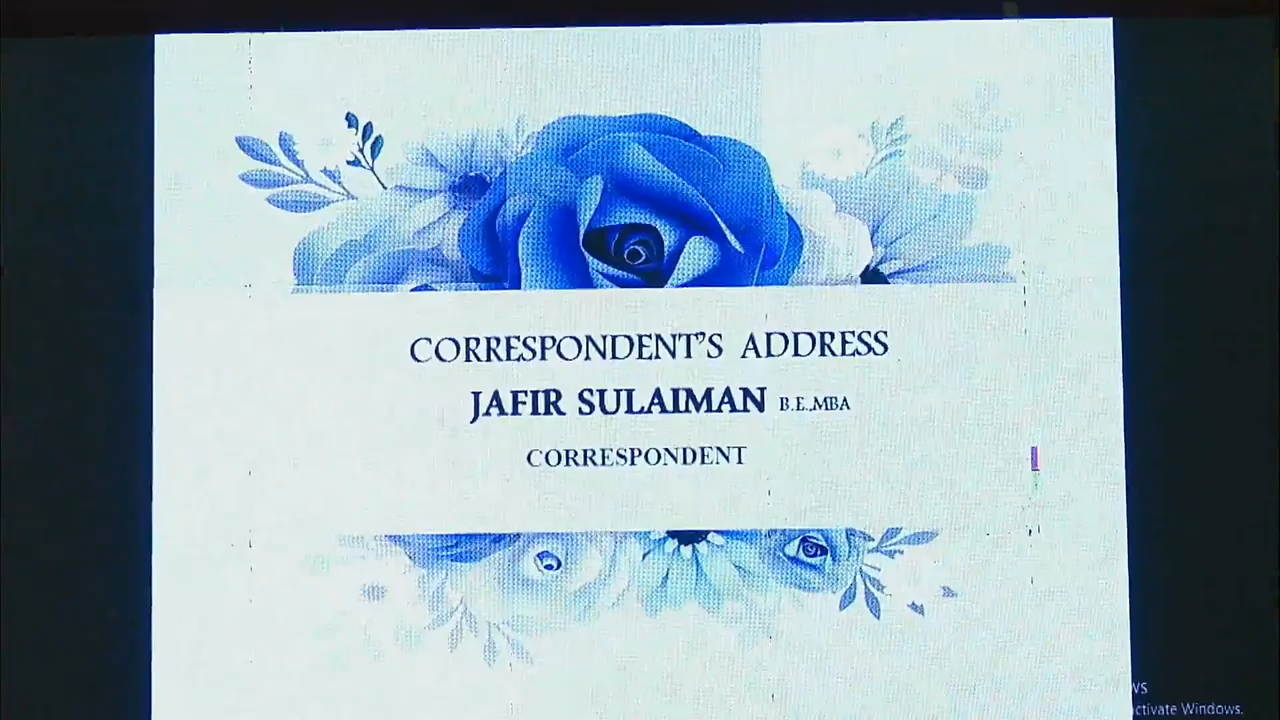 CORRESPONDENT'S ADDRESS
JAFIR SULAIMAN B.E.,MBA
CORRESPONDENT
ctivate Windows.